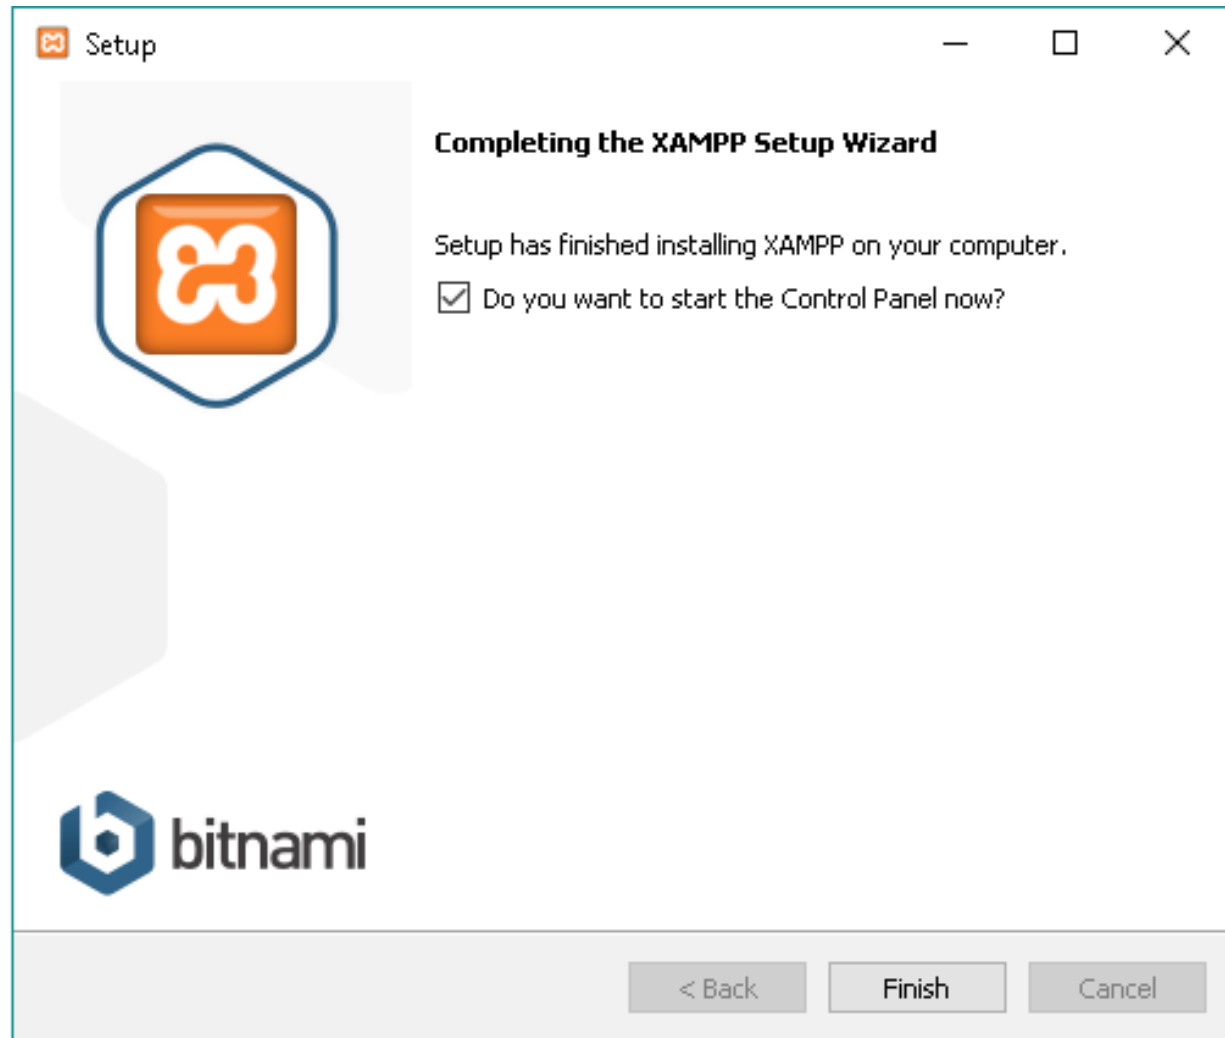 Setup
Completing the XAMPP Setup Wizard
Setup has finished installing XAMPP on your computer.
Do you want to start the Control Panel now?
bitnami
< Back
Finish
Cancel